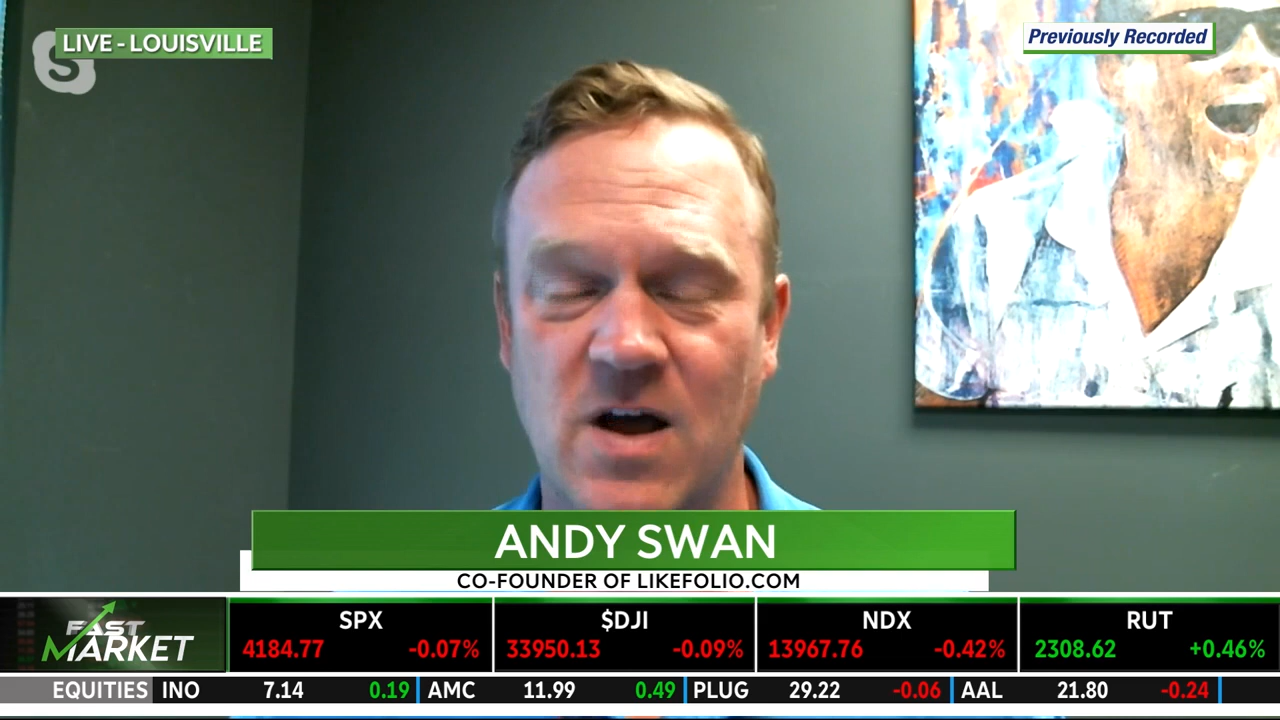 LIVE - LOUISVILLE
Previously Recorded
ANDY SWAN
CO-FOUNDER OF LIKEFOLIO.COM
FAST MARKET
SPX
4184.77 -0.07%
$DJI
33950.13 -0.09%
NDX
13967.76 -0.42%
RUT
2308.62 +0.46%
EQUITIES INO 7.14 0.19 AMC 11.99 0.49 PLUG 29.22 -0.06 AAL 21.80 -0.24